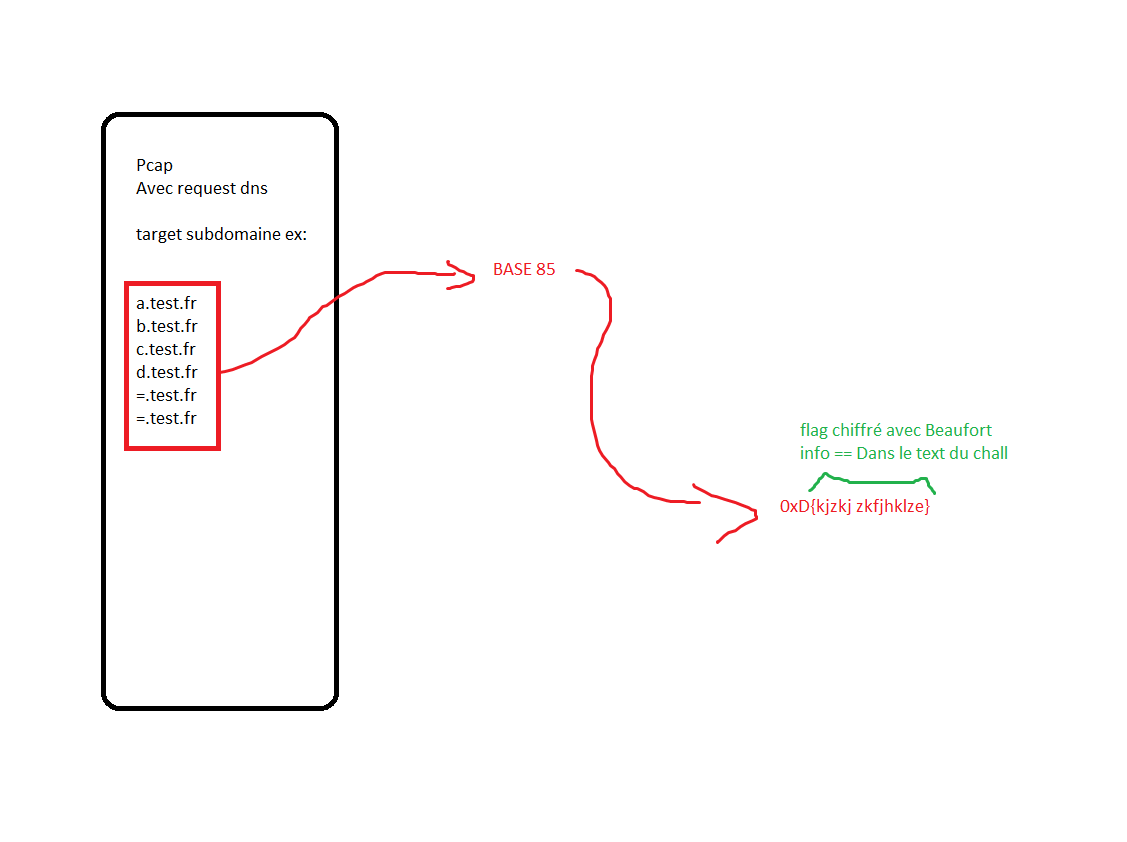 Pcap
Avec request dns
target subdomaine ex:
a.test.fr
b.test.fr
c.test.fr
d.test.fr
=.test.fr
=.test.fr
BASE 85
flag chiffré avec Beaufort
info == Dans le text du chall
0xD{kjzkj zkfjhklze}